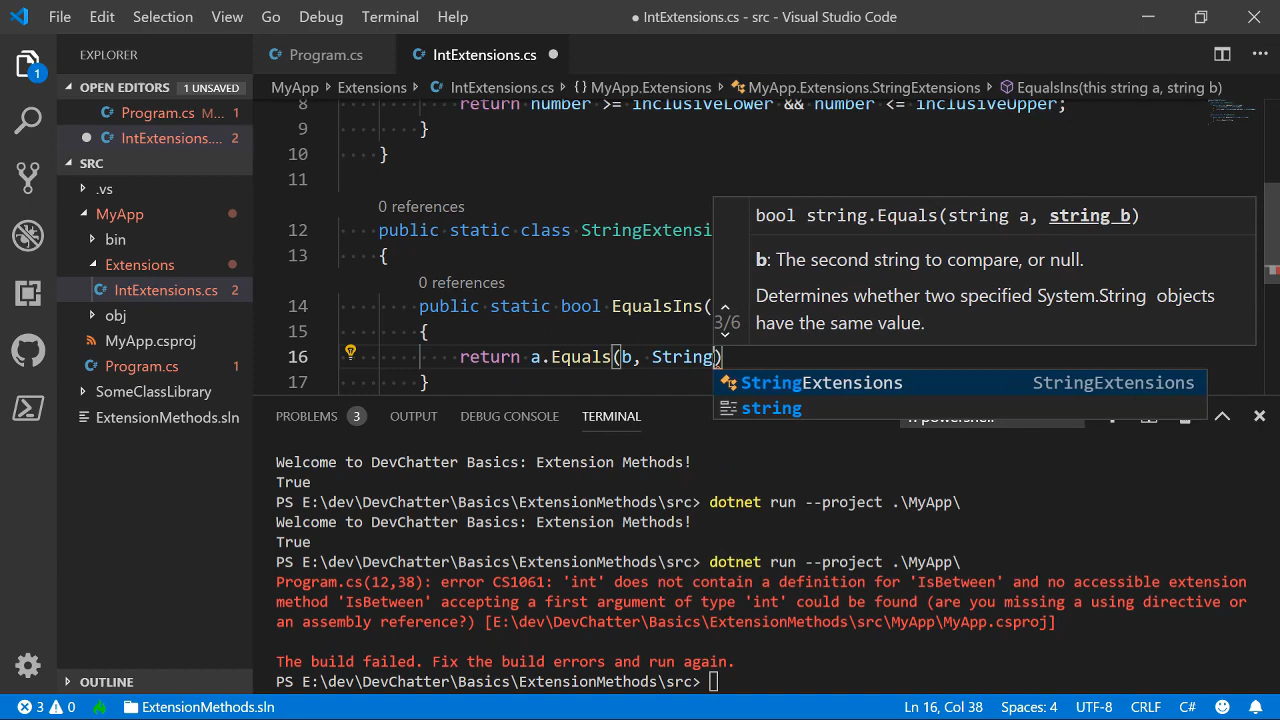 File Edit Selection View Go Debug Terminal Help ● IntExtensions.cs - src - Visual Studio Code
EXPLORER
Program.cs
IntExtensions.cs
1
OPEN EDITORS 1 UNSAVED
MyApp › Extensions › IntExtensions.cs › {} MyApp.Extensions › MyApp.Extensions.StringExtensions › EqualsIns(this string a, string b)
Program.cs M... 1
IntExtensions.... 2
SRC
.vs
MyApp
bin
Extensions
IntExtensions.cs 2
obj
MyApp.csproj
Program.cs 1
SomeClassLibrary
ExtensionMethods.sln
OUTLINE
8 return number >= inclusiveLower && number <= inclusiveUpper;
9 }
10 }
11
0 references
12 public static class StringExtensi
13 {
0 references
14 public static bool EqualsIns(
15 {
16 return a.Equals(b, String)
17 }
bool string.Equals(string a, string b)
b: The second string to compare, or null.
Determines whether two specified System.String objects
have the same value.
3/6
StringExtensions StringExtensions
string
PROBLEMS 3 OUTPUT DEBUG CONSOLE TERMINAL
Welcome to DevChatter Basics: Extension Methods!
True
PS E:\dev\DevChatter\Basics\ExtensionMethods\src> dotnet run --project .\MyApp\
Welcome to DevChatter Basics: Extension Methods!
True
PS E:\dev\DevChatter\Basics\ExtensionMethods\src> dotnet run --project .\MyApp\
Program.cs(12,38): error CS1061: 'int' does not contain a definition for 'IsBetween' and no accessible extension
method 'IsBetween' accepting a first argument of type 'int' could be found (are you missing a using directive or
an assembly reference?) [E:\dev\DevChatter\Basics\ExtensionMethods\src\MyApp\MyApp.csproj]
The build failed. Fix the build errors and run again.
PS E:\dev\DevChatter\Basics\ExtensionMethods\src>
3 0 ExtensionMethods.sln Ln 16, Col 38 Spaces: 4 UTF-8 CRLF C#